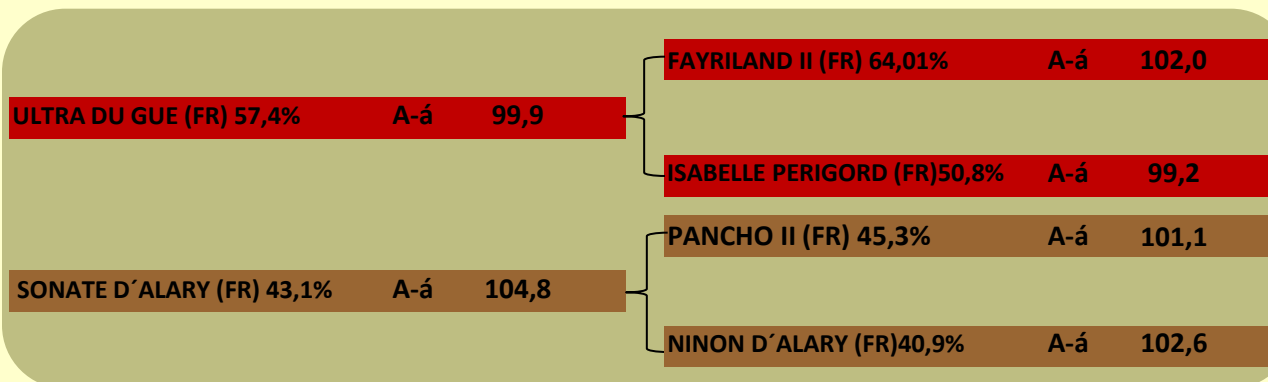 FAYRILAND II (FR) 64,01% A-á 102,0
ULTRA DU GUE (FR) 57,4% A-á 99,9
ISABELLE PERIGORD (FR)50,8% A-á 99,2
PANCHO II (FR) 45,3% A-á 101,1
SONATE D´ALARY (FR) 43,1% A-á 104,8
NINON D´ALARY (FR)40,9% A-á 102,6